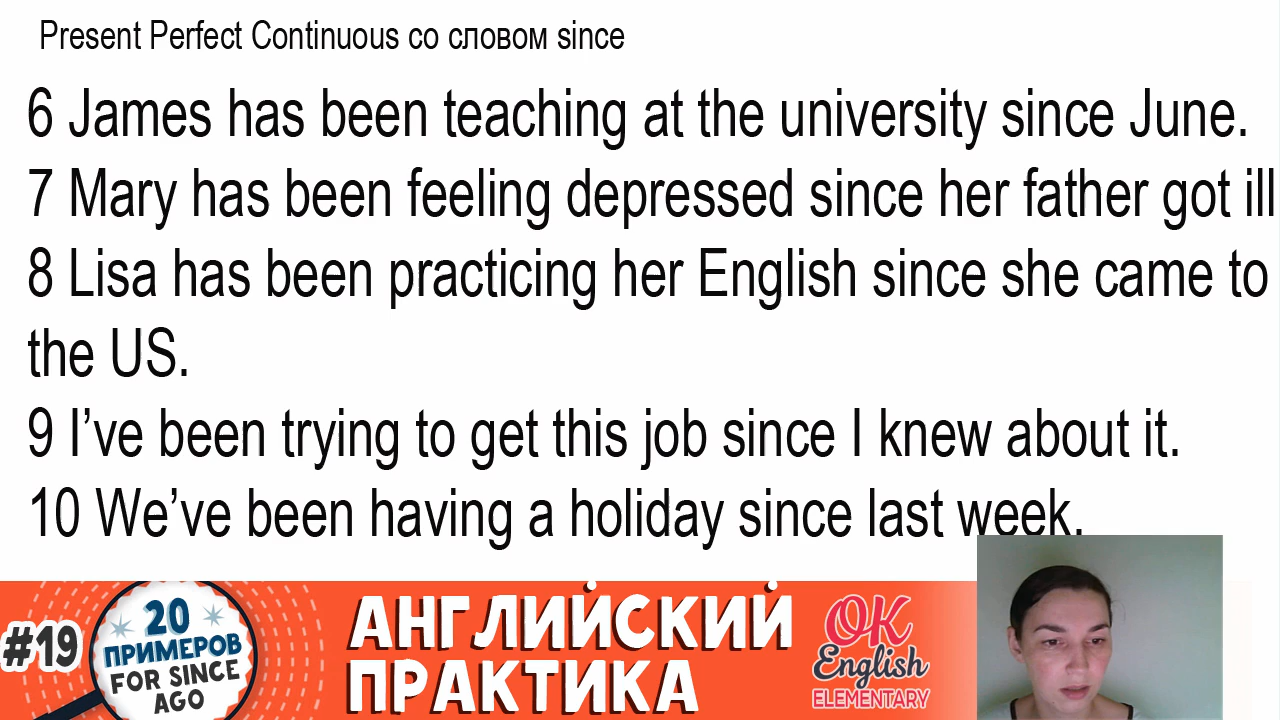 Present Perfect Continuous со словом since
6 James has been teaching at the university since June.
7 Mary has been feeling depressed since her father got ill
8 Lisa has been practicing her English since she came to
the US.
9 I’ve been trying to get this job since I knew about it.
10 We’ve been having a holiday since last week.
#19
20
ПРИМЕРОВ
FOR SINCE
AGO
АНГЛИЙСКИЙ
ПРАКТИКА
OK
English
ELEMENTARY